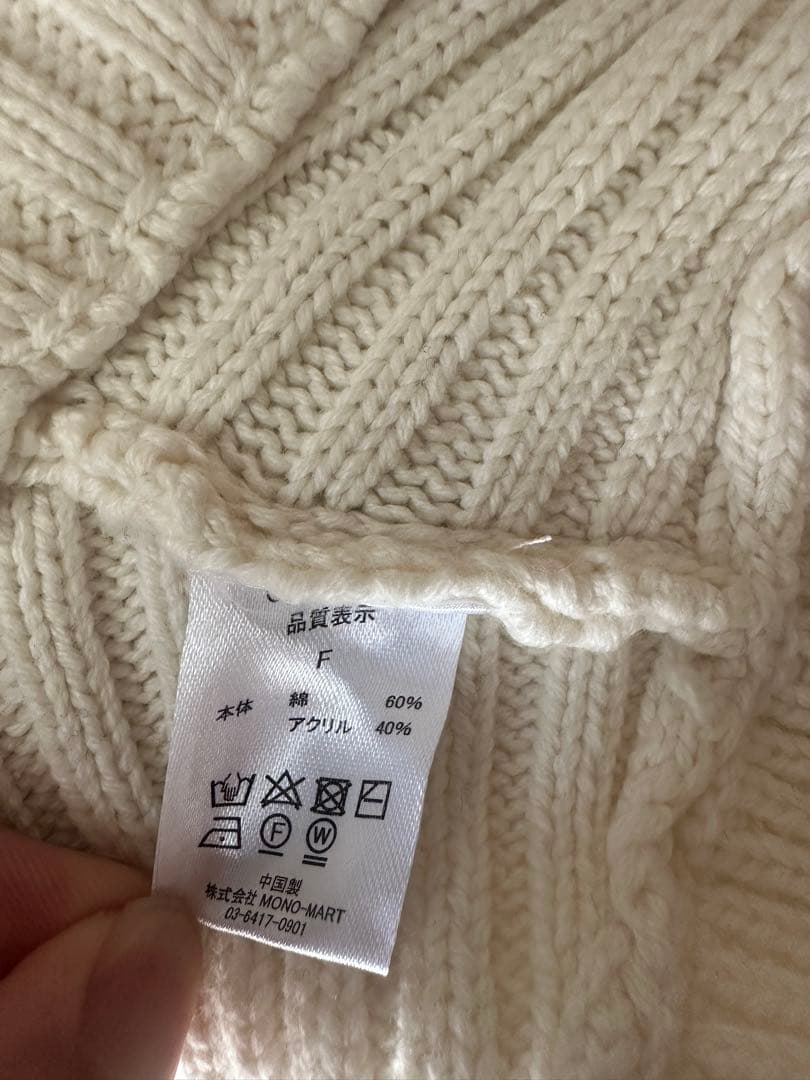 品質表示
F
本体 綿 60%
アクリル 40%
F W
中国製
株式会社 MONO-MART
03-6417-0901